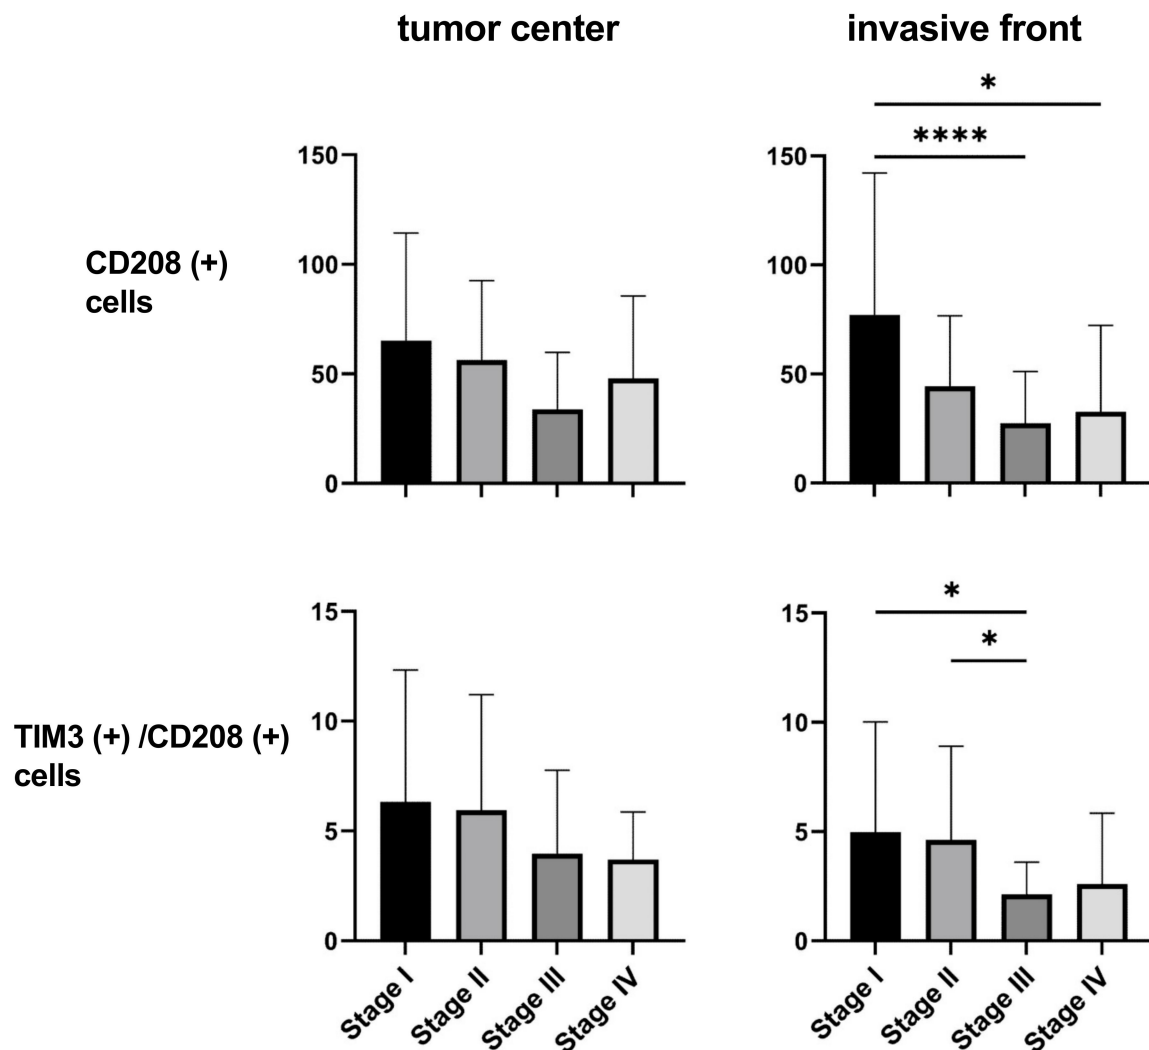 tumor center
invasive front
CD208 (+)
cells
150
100
50
0
*
****
150
100
50
0
TIM3 (+) /CD208 (+)
cells
15
10
5
0
Stage I
Stage II
Stage III
Stage IV
*
*
15
10
5
0
Stage I
Stage II
Stage III
Stage IV